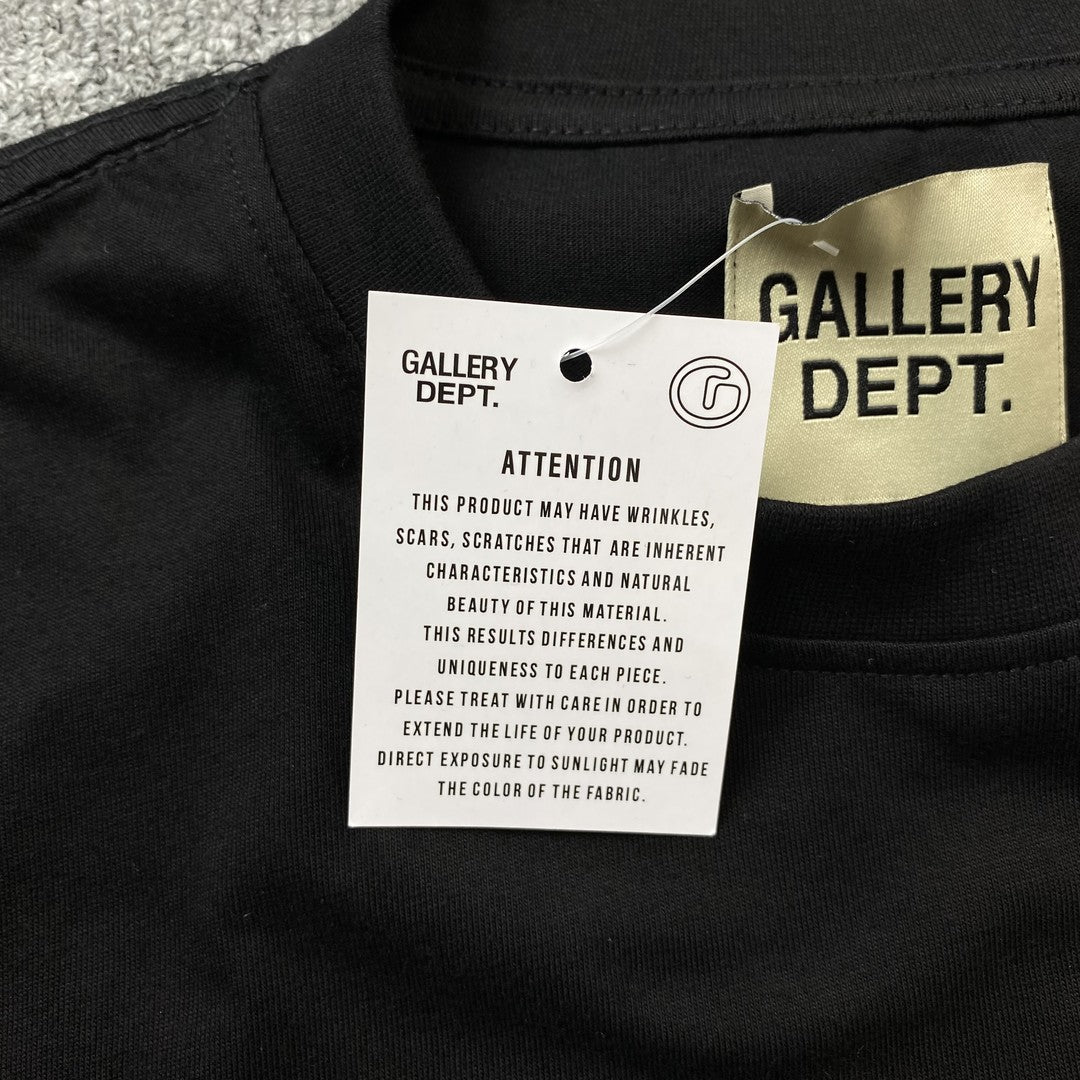 GALLERY
DEPT.
GALLERY
DEPT.
ATTENTION
THIS PRODUCT MAY HAVE WRINKLES,
SCARS, SCRATCHES THAT ARE INHERENT
CHARACTERISTICS AND NATURAL
BEAUTY OF THIS MATERIAL.
THIS RESULTS DIFFERENCES AND
UNIQUENESS TO EACH PIECE.
PLEASE TREAT WITH CARE IN ORDER TO
EXTEND THE LIFE OF YOUR PRODUCT.
DIRECT EXPOSURE TO SUNLIGHT MAY FADE
THE COLOR OF THE FABRIC.